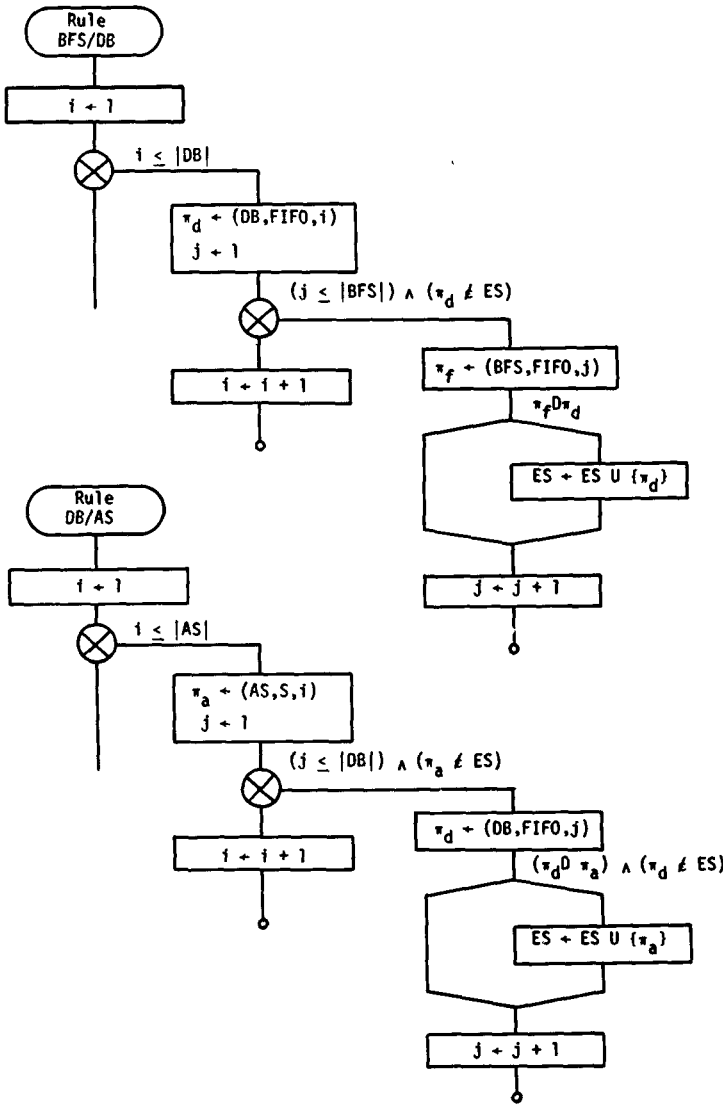 Rule
BFS/DB
i ← 1
i ≤ |DB|
π_d ← (DB,FIFO,i)
j ← 1
(j ≤ |BFS|) ∧ (π_d ∉ ES)
i ← i + 1
π_f ← (BFS,FIFO,j)
π_f D π_d
ES ← ES U {π_d}
j ← j + 1
Rule
DB/AS
i ← 1
i ≤ |AS|
π_a ← (AS,S,i)
j ← 1
(j ≤ |DB|) ∧ (π_a ∉ ES)
i ← i + 1
π_d ← (DB,FIFO,j)
(π_d D π_a) ∧ (π_d ∉ ES)
ES ← ES U {π_a}
j ← j + 1